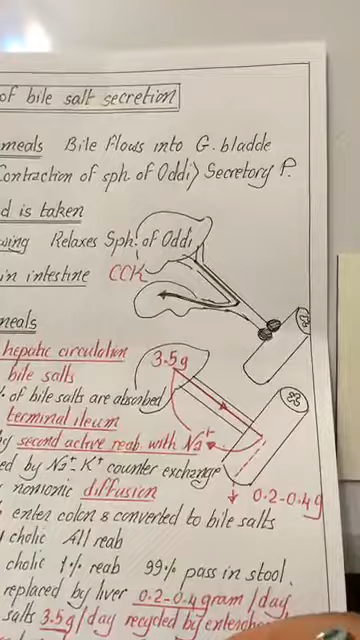 of bile salt secretion
meals Bile Flows into G. bladde
Contraction of sph. of Oddi > Secretory P.
d is taken
wing Relaxes Sph. of Oddi
in intestine CCK
meals
hepatic circulation 3.5g
bile salts
% of bile salts are absorbed
terminal ileum
y second active reab. with Na+
ed by Na+-K+ counter exchange
nonionic diffusion 0.2-0.4g
enter colon & converted to bile salts
cholic All reab
cholic 1% reab 99% pass in stool.
replaced by liver 0.2-0.4 gram/day
salts 3.5g/day recycled by